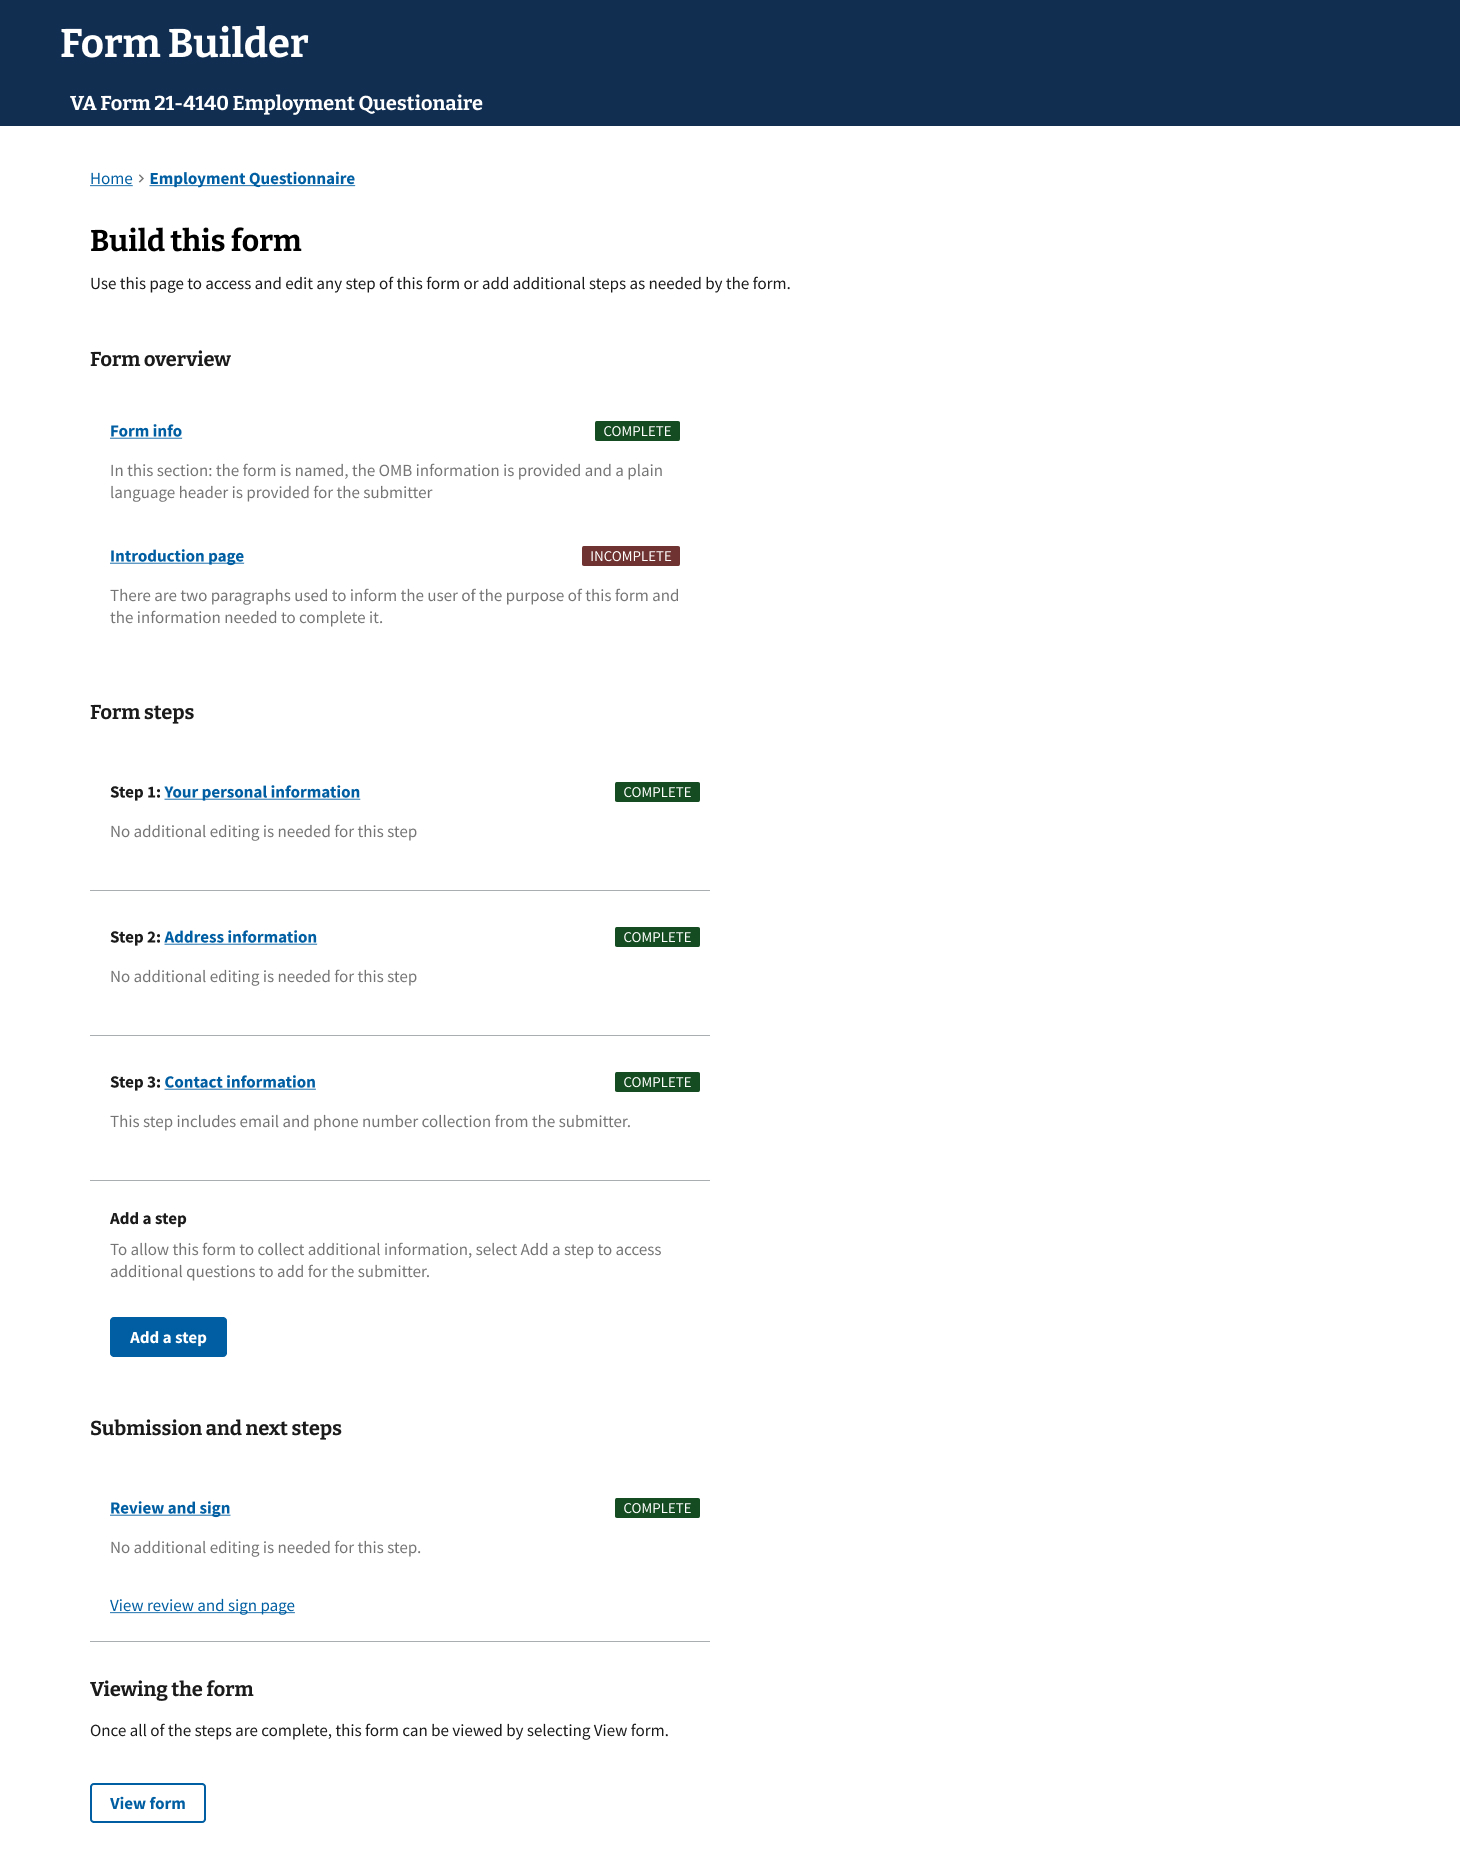 Form Builder
VA Form 21-4140 Employment Questionaire
Home > Employment Questionnaire
Build this form
Use this page to access and edit any step of this form or add additional steps as needed by the form.
Form overview
Form info COMPLETE
In this section: the form is named, the OMB information is provided and a plain
language header is provided for the submitter
Introduction page INCOMPLETE
There are two paragraphs used to inform the user of the purpose of this form and
the information needed to complete it.
Form steps
Step 1: Your personal information COMPLETE
No additional editing is needed for this step
Step 2: Address information COMPLETE
No additional editing is needed for this step
Step 3: Contact information COMPLETE
This step includes email and phone number collection from the submitter.
Add a step
To allow this form to collect additional information, select Add a step to access
additional questions to add for the submitter.
Add a step
Submission and next steps
Review and sign COMPLETE
No additional editing is needed for this step.
View review and sign page
Viewing the form
Once all of the steps are complete, this form can be viewed by selecting View form.
View form